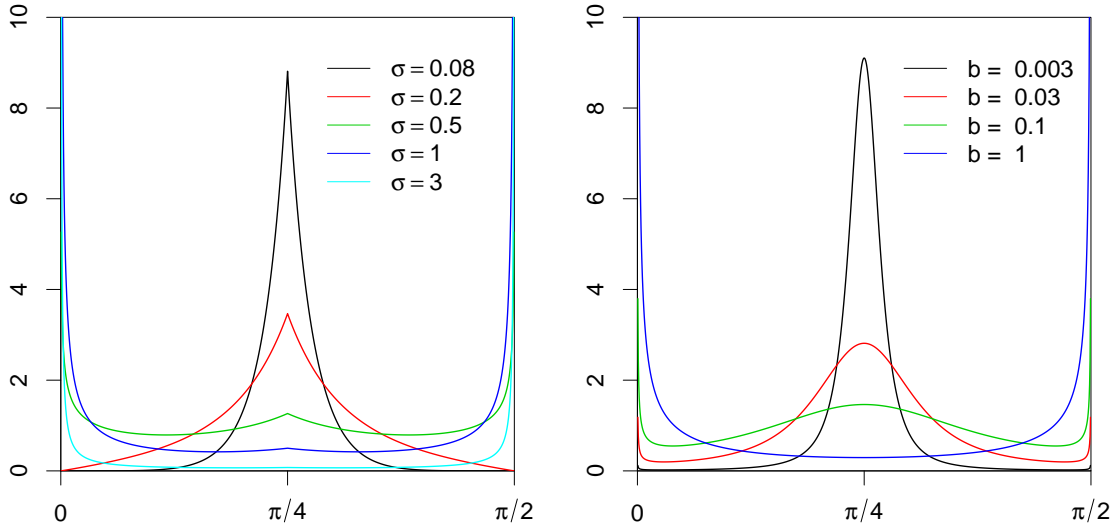 10
8
6
4
2
0
σ = 0.08
σ = 0.2
σ = 0.5
σ = 1
σ = 3
0
π/4
π/2
10
8
6
4
2
0
b = 0.003
b = 0.03
b = 0.1
b = 1
0
π/4
π/2